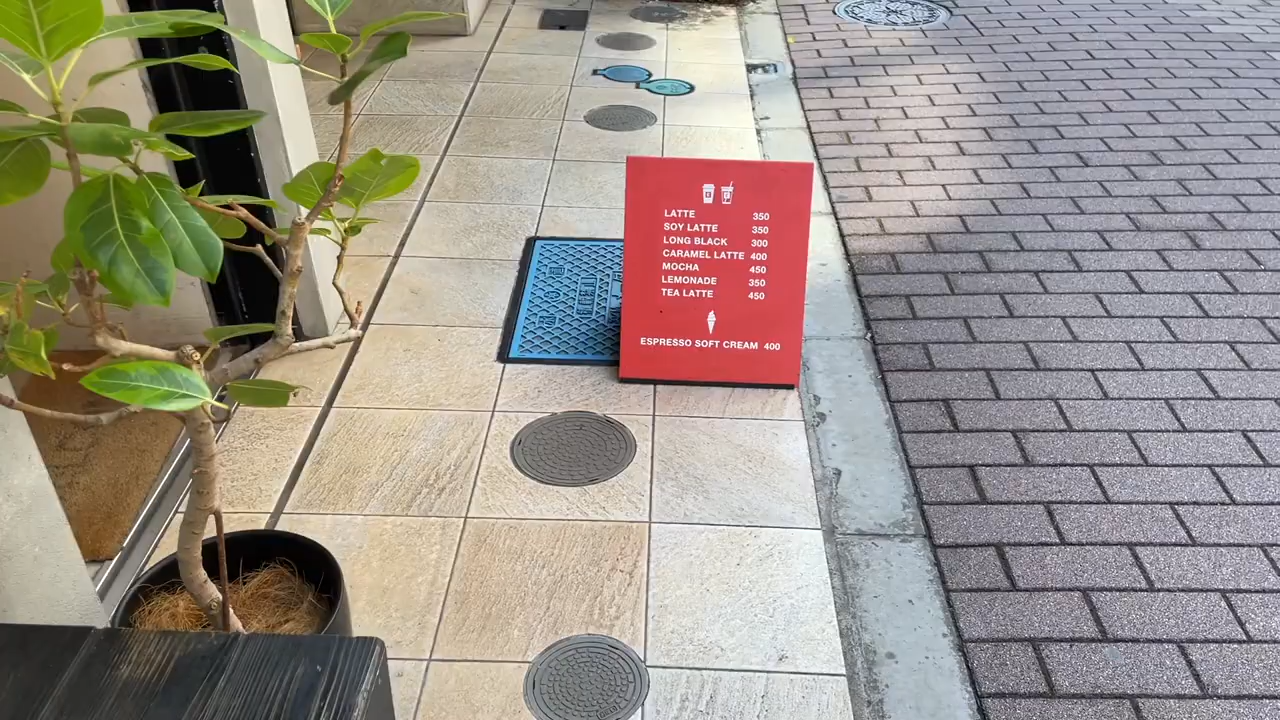 LATTE 350
SOY LATTE 350
LONG BLACK 300
CARAMEL LATTE 400
MOCHA 450
LEMONADE 350
TEA LATTE 450
ESPRESSO SOFT CREAM 400